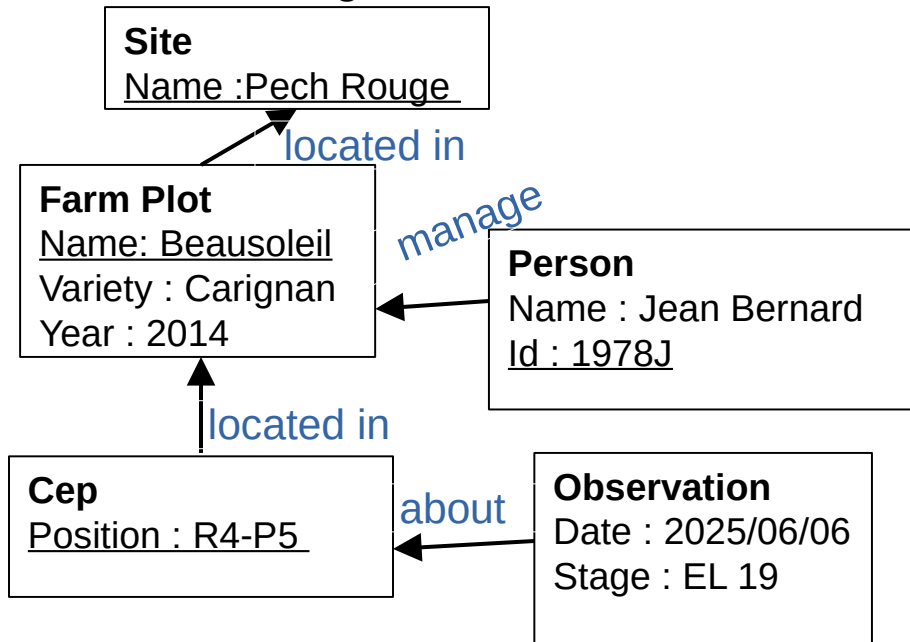 Site
Name :Pech Rouge
located in
Farm Plot
Name: Beausoleil
Variety : Carignan
Year : 2014
manage
Person
Name : Jean Bernard
Id : 1978J
located in
Cep
Position : R4-P5
about
Observation
Date : 2025/06/06
Stage : EL 19